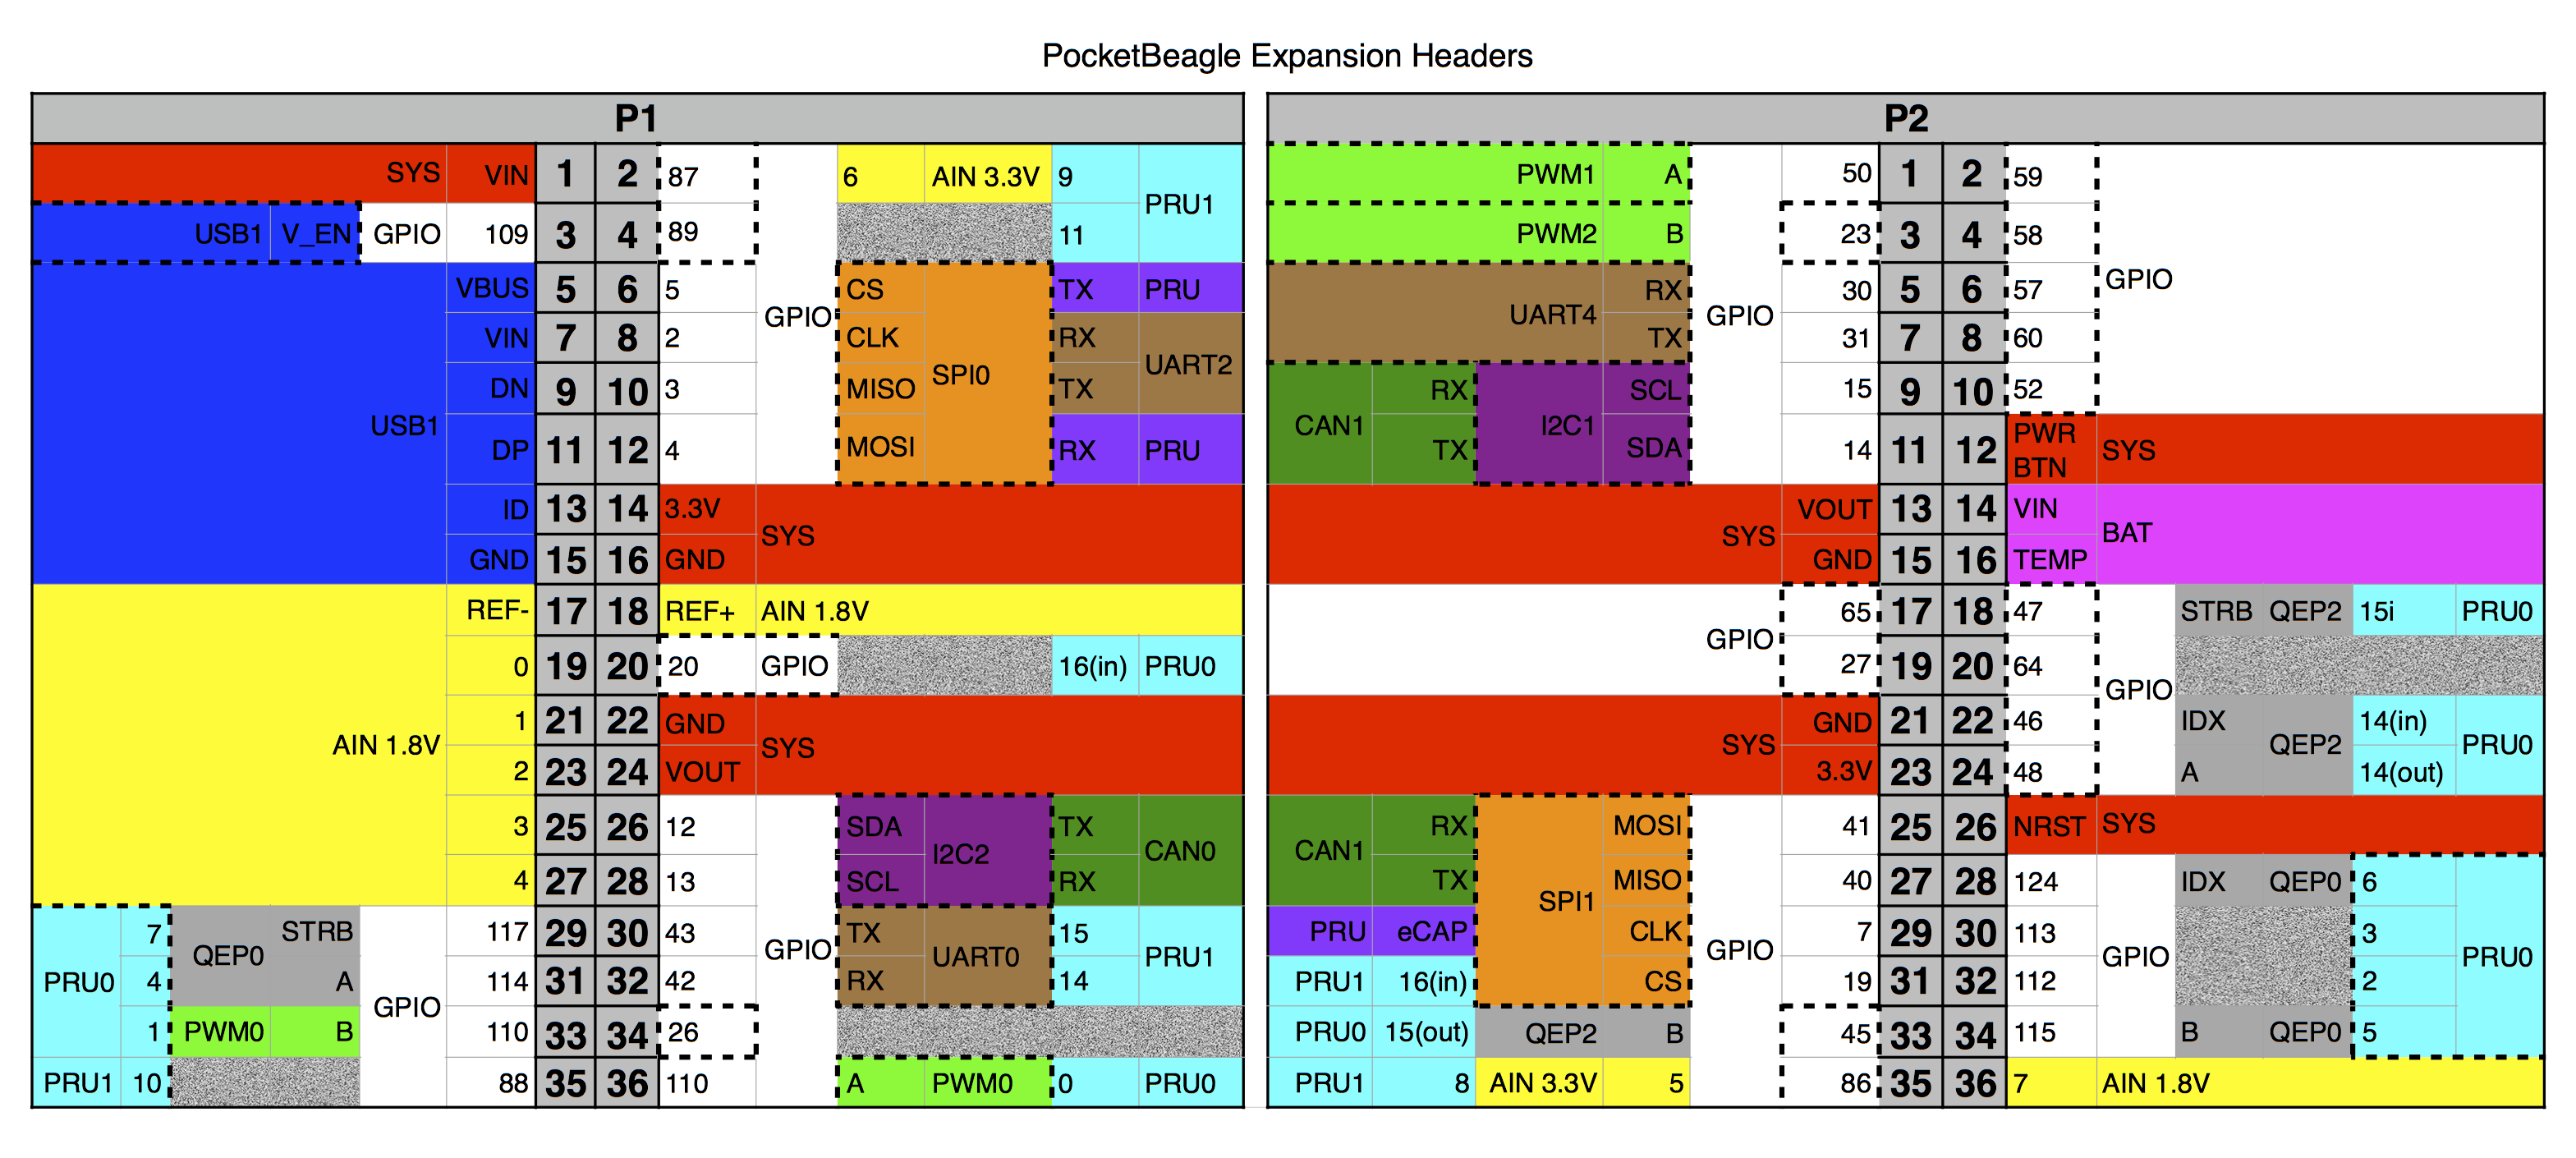 PocketBeagle Expansion Headers
P1
SYS VIN 1 2 87 6 AIN 3.3V 9 PRU1
USB1 V_EN GPIO 109 3 4 89 11
VBUS 5 6 5 GPIO CS SPI0 TX PRU
VIN 7 8 2 CLK RX UART2
USB1 DN 9 10 3 MISO TX
DP 11 12 4 MOSI RX PRU
ID 13 14 3.3V SYS
GND 15 16 GND
REF- 17 18 REF+ AIN 1.8V
0 19 20 20 GPIO 16(in) PRU0
AIN 1.8V 1 21 22 GND SYS
2 23 24 VOUT
3 25 26 12 SDA I2C2 TX CAN0
4 27 28 13 SCL RX
PRU0 7 QEP0 STRB GPIO 117 29 30 43 GPIO TX UART0 15 PRU1
4 A 114 31 32 42 RX 14
1 PWM0 B 110 33 34 26
PRU1 10 88 35 36 110 A PWM0 0 PRU0
P2
PWM1 A GPIO 50 1 2 59 GPIO
PWM2 B 23 3 4 58
UART4 RX 30 5 6 57
TX 31 7 8 60
CAN1 RX I2C1 SCL 15 9 10 52
TX SDA 14 11 12 PWR BTN SYS
SYS VOUT 13 14 VIN BAT
GND 15 16 TEMP
GPIO 65 17 18 47 GPIO STRB QEP2 15i PRU0
27 19 20 64
SYS GND 21 22 46 IDX QEP2 14(in) PRU0
3.3V 23 24 48 A 14(out)
CAN1 RX SPI1 MOSI GPIO 41 25 26 NRST SYS
TX MISO 40 27 28 124 GPIO IDX QEP0 6 PRU0
PRU eCAP CLK 7 29 30 113 3
PRU1 16(in) CS 19 31 32 112 2
PRU0 15(out) QEP2 B 45 33 34 115 B QEP0 5
PRU1 8 AIN 3.3V 5 86 35 36 7 AIN 1.8V